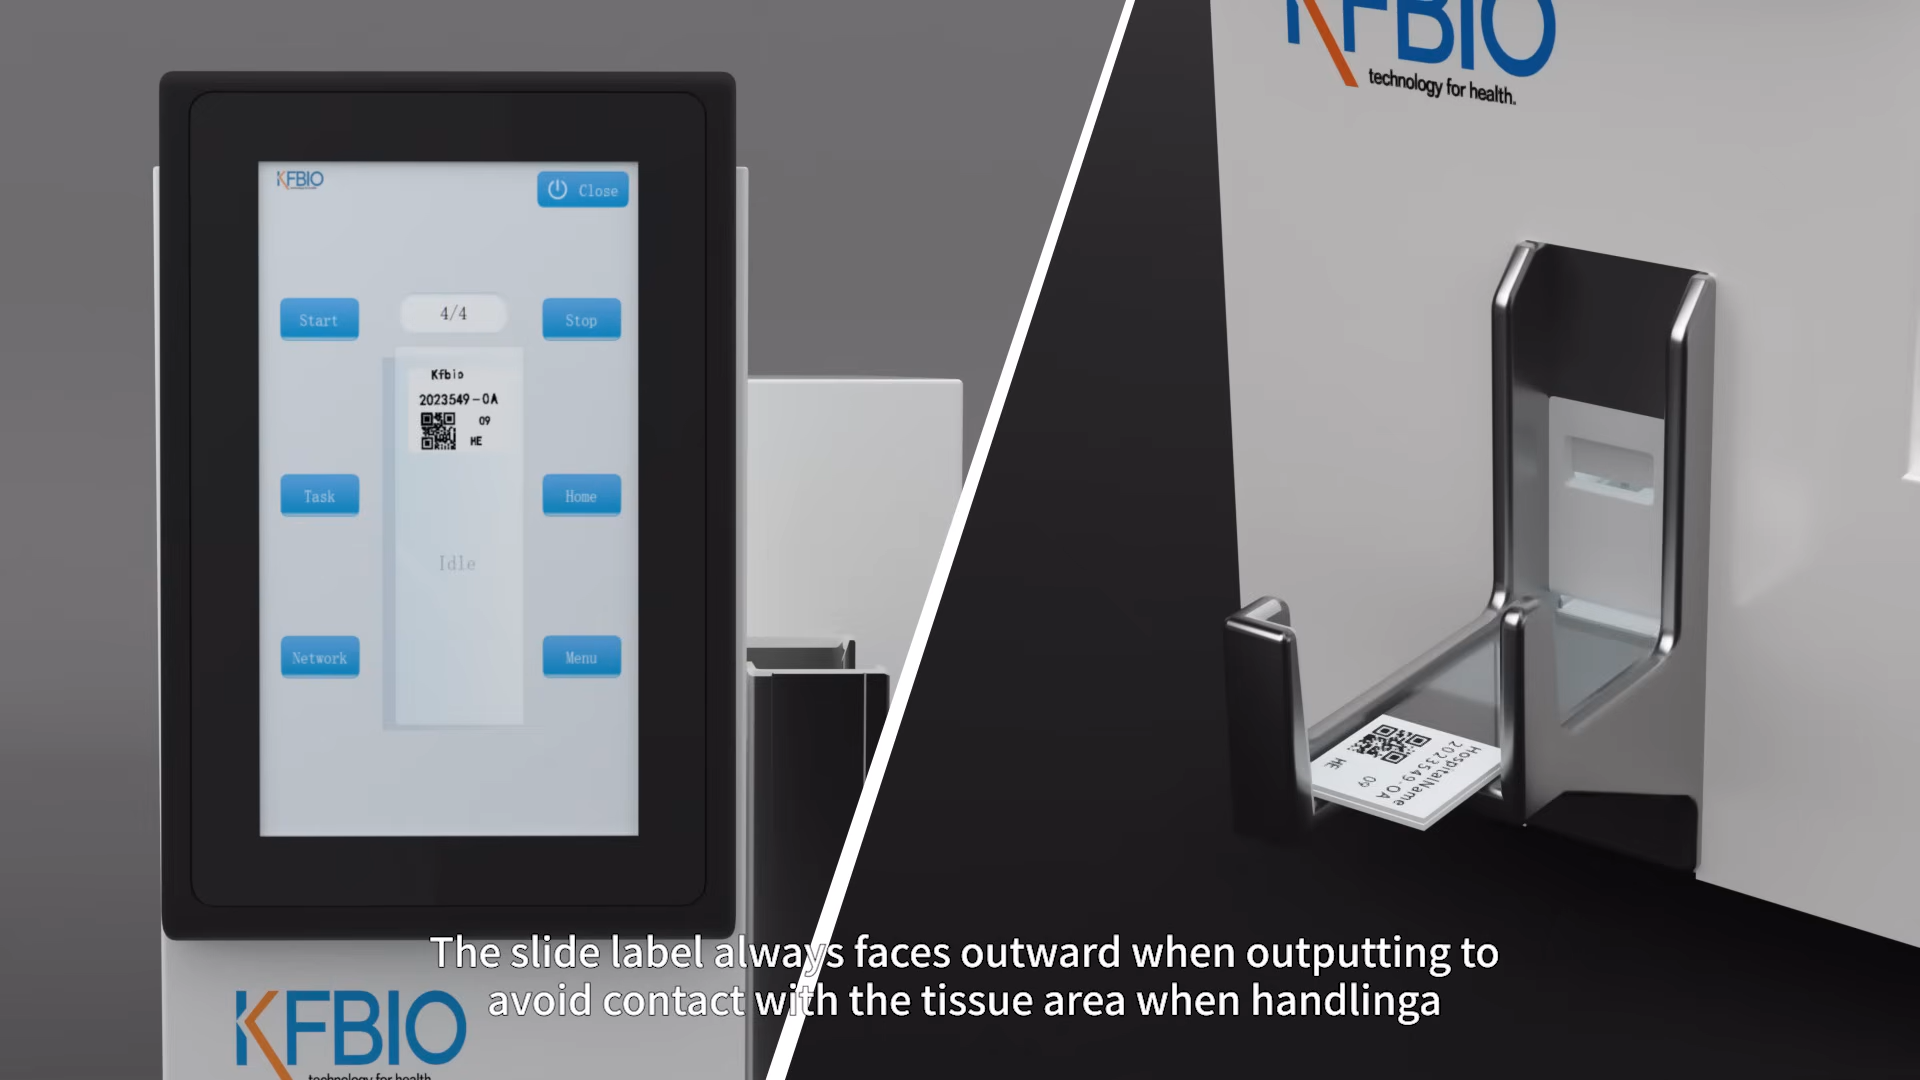 KFBIO
Close
Start
4/4
Stop
Kfbio
2023549-0A
09
HE
Task
Home
Idle
Network
Menu
KFBIO
technology for health.
KFBIO
technology for health.
HospitalName
2023549-0A
09
HE
The slide label always faces outward when outputting to
avoid contact with the tissue area when handlinga